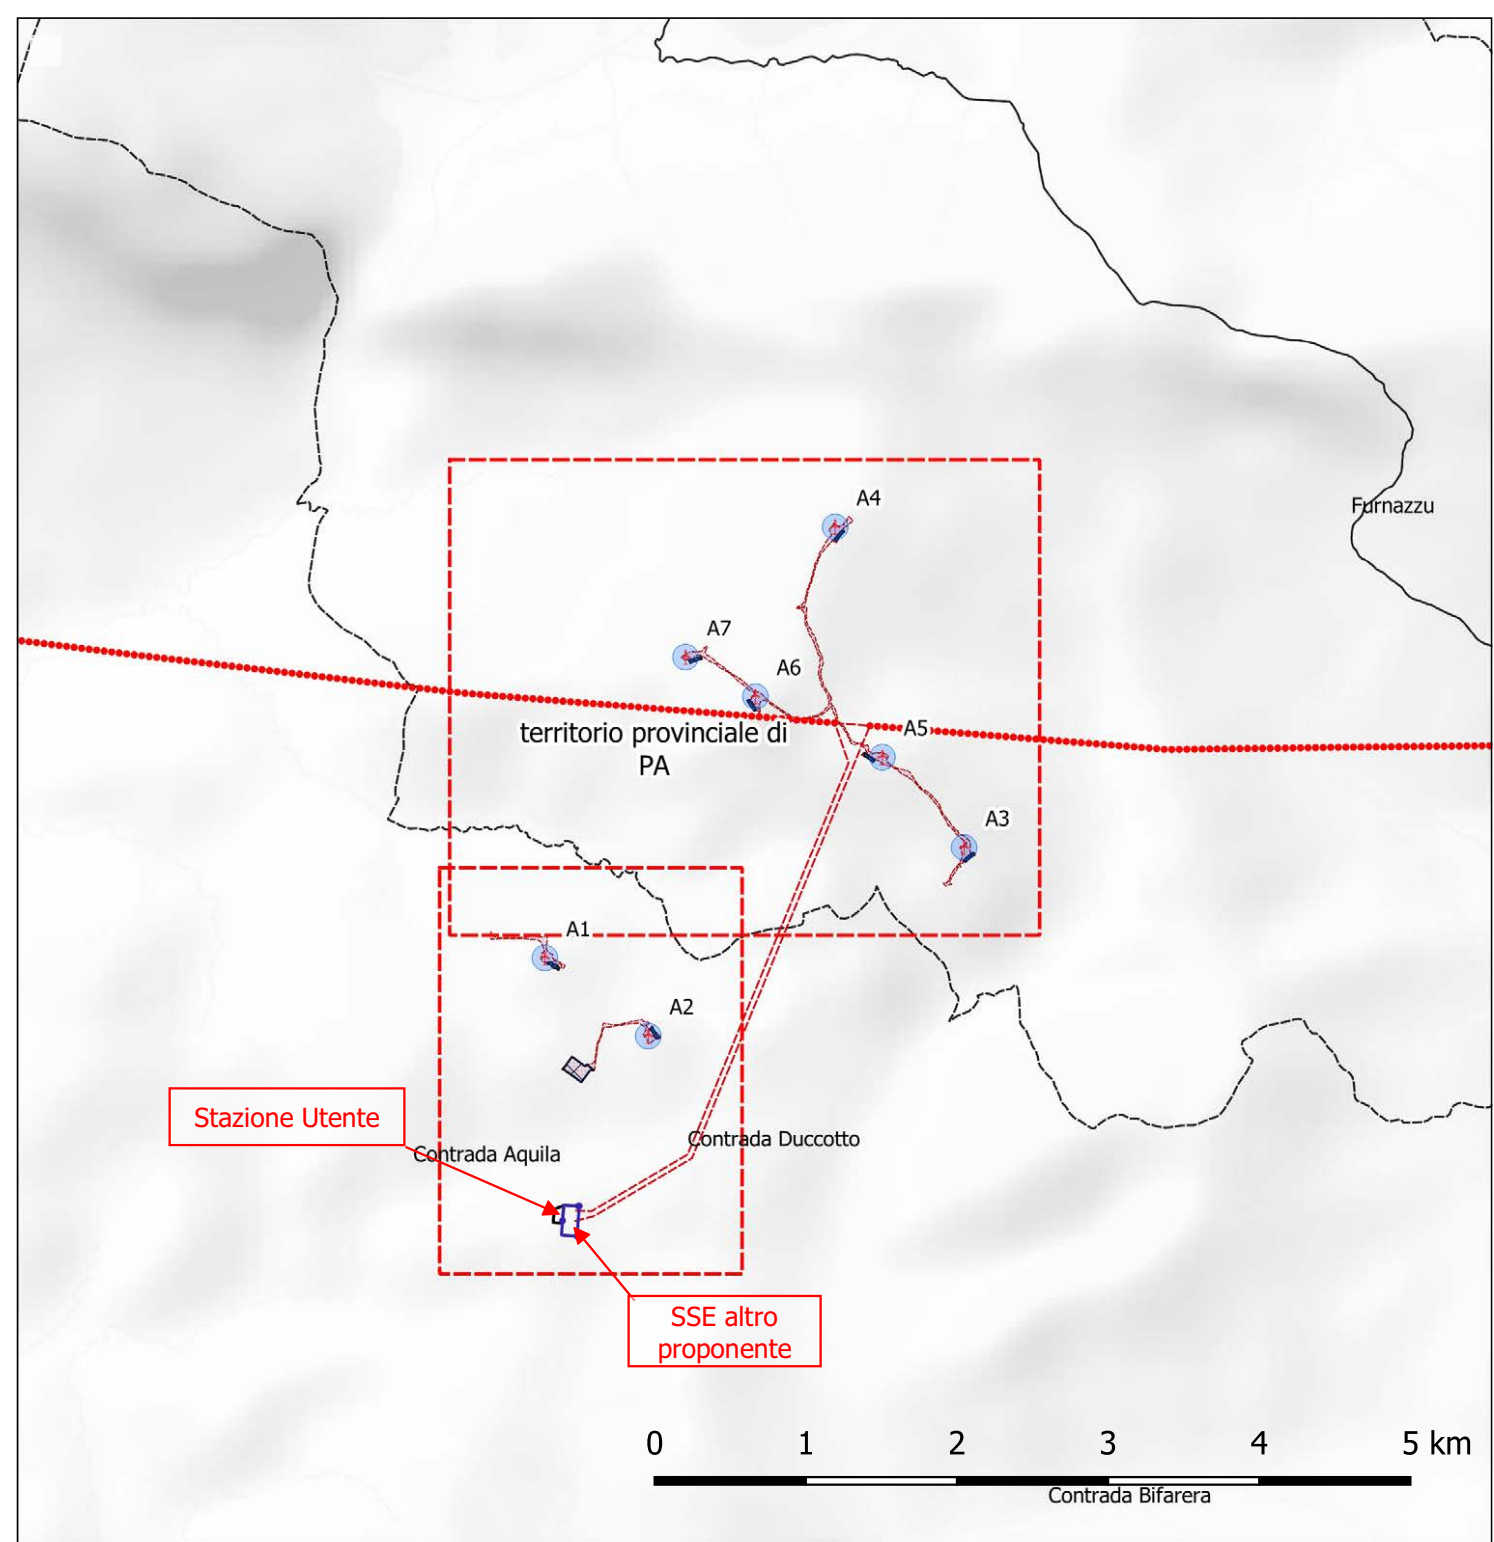 A4
Furnazzu
A7
A6
A5
territorio provinciale di
PA
A3
A1
A2
Stazione Utente
Contrada Duccotto
Contrada Aquila
SSE altro
proponente
0 1 2 3 4 5 km
Contrada Bifarera